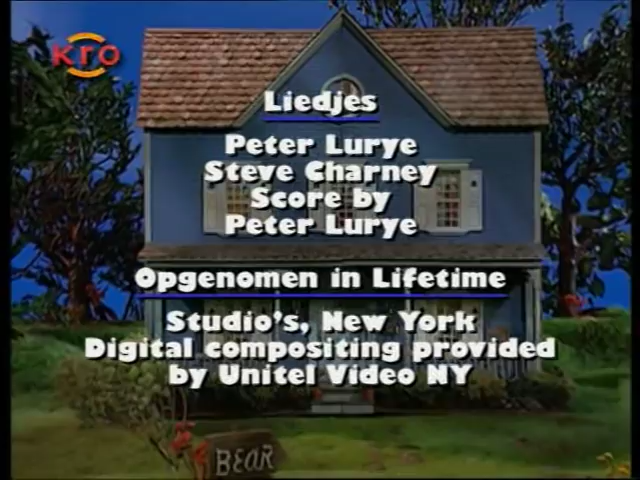 KRO
Liedjes
Peter Lurye
Steve Charney
Score by
Peter Lurye
Opgenomen in Lifetime
Studio's, New York
Digital compositing provided
by Unitel Video NY
BEAR